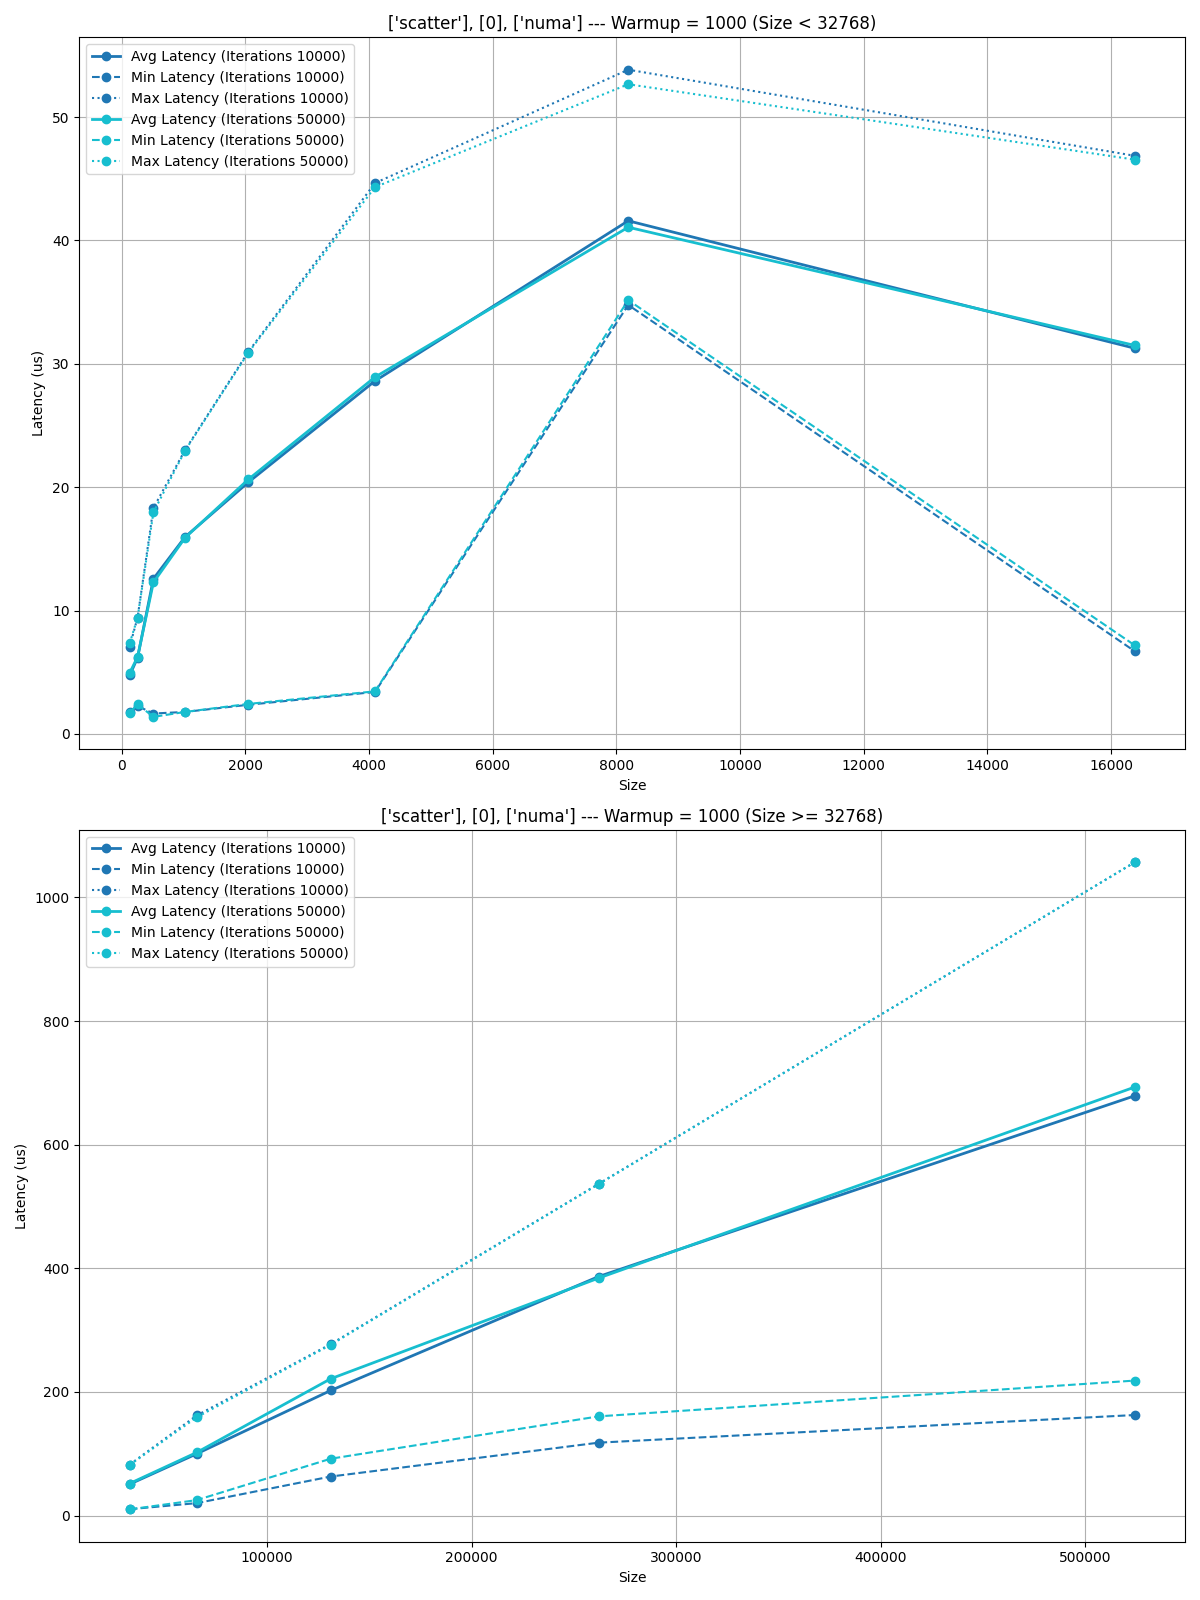 ['scatter'], [0], ['numa'] --- Warmup = 1000 (Size < 32768)
Avg Latency (Iterations 10000)
Min Latency (Iterations 10000)
Max Latency (Iterations 10000)
Avg Latency (Iterations 50000)
Min Latency (Iterations 50000)
Max Latency (Iterations 50000)
50
40
30
20
10
0
Latency (us)
0 2000 4000 6000 8000 10000 12000 14000 16000
Size
['scatter'], [0], ['numa'] --- Warmup = 1000 (Size >= 32768)
Avg Latency (Iterations 10000)
Min Latency (Iterations 10000)
Max Latency (Iterations 10000)
Avg Latency (Iterations 50000)
Min Latency (Iterations 50000)
Max Latency (Iterations 50000)
1000
800
600
400
200
0
Latency (us)
100000 200000 300000 400000 500000
Size